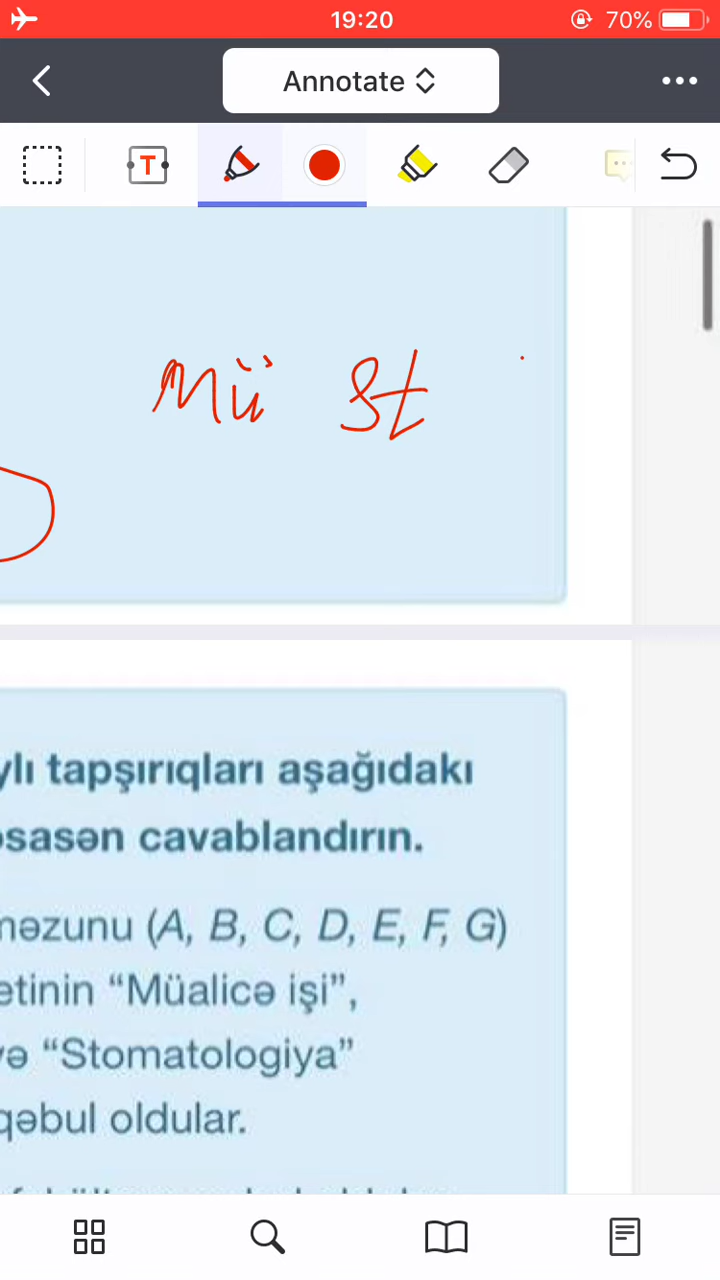 19:20
70%
Annotate
T
Mü St
ylı tapşırıqları aşağıdakı
əsasən cavablandırın.
məzunu (A, B, C, D, E, F, G)
etinin “Müalicə işi”,
və “Stomatologiya”
qəbul oldular.